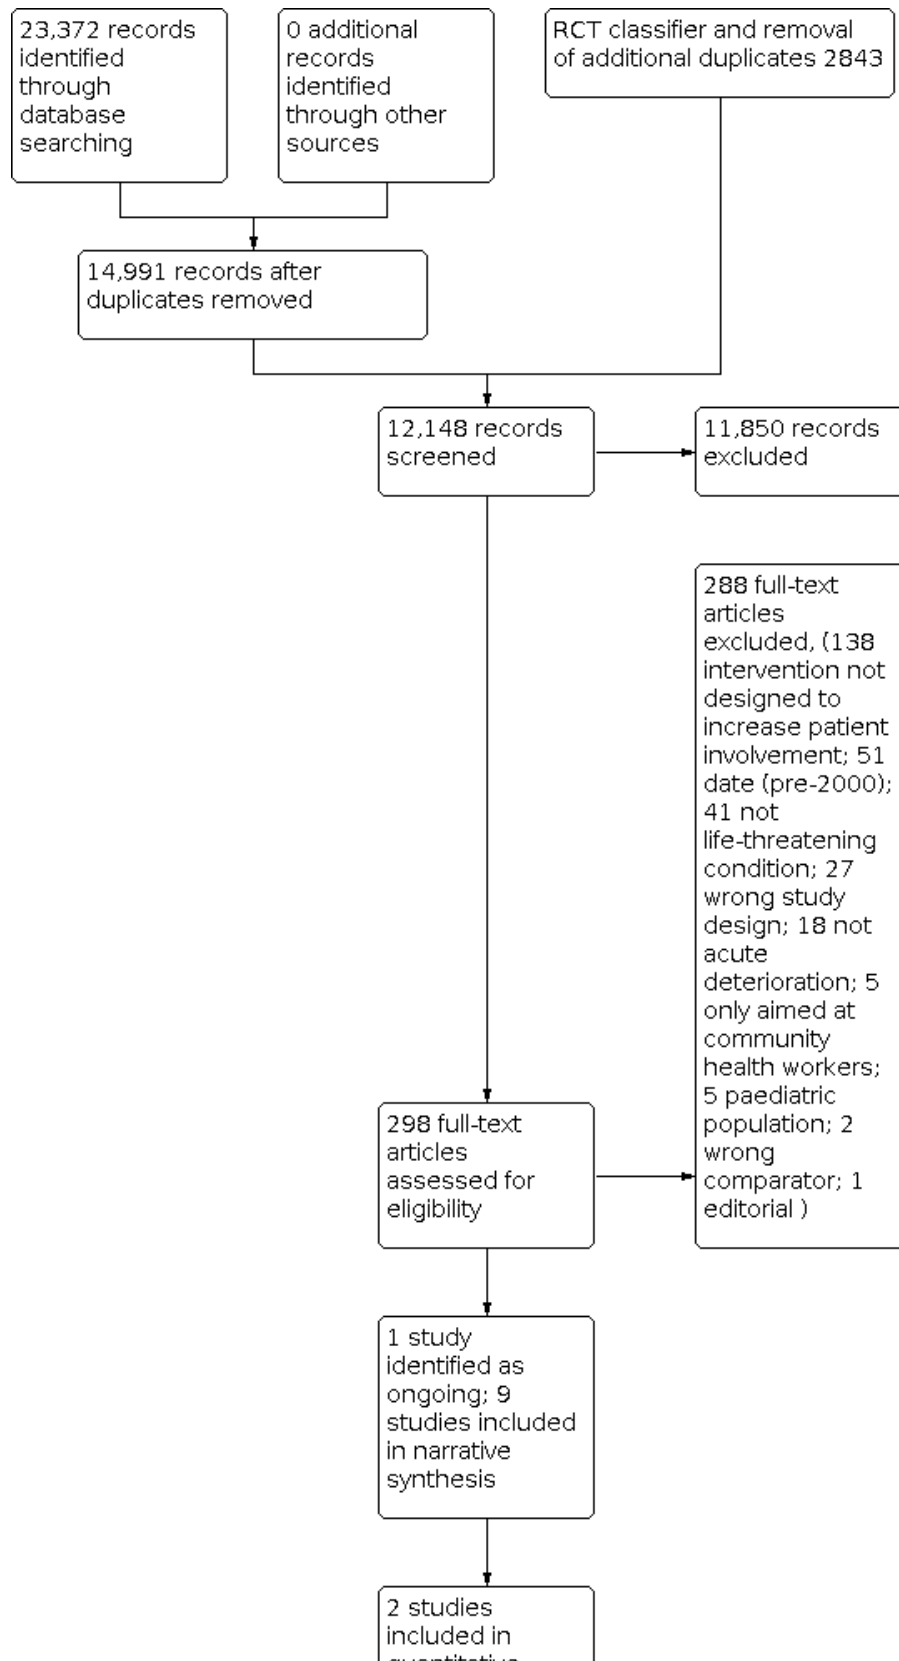 23,372 records
identified
through
database
searching
0 additional
records
identified
through other
sources
RCT classifier and removal
of additional duplicates 2843
14,991 records after
duplicates removed
12,148 records
screened
11,850 records
excluded
288 full-text
articles
excluded, (138
intervention not
designed to
increase patient
involvement; 51
date (pre-2000);
41 not
life-threatening
condition; 27
wrong study
design; 18 not
acute
deterioration; 5
only aimed at
community
health workers;
5 paediatric
population; 2
wrong
comparator; 1
editorial )
298 full-text
articles
assessed for
eligibility
1 study
identified as
ongoing; 9
studies included
in narrative
synthesis
2 studies
included in
quantitative